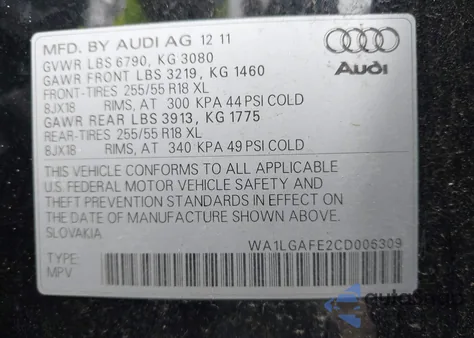 MFD. BY AUDI AG 12 11
GVWR LBS 6790, KG 3080
GAWR FRONT LBS 3219, KG 1460
FRONT-TIRES 255/55 R18 XL
8JX18 RIMS, AT 300 KPA 44 PSI COLD
GAWR REAR LBS 3913, KG 1775
REAR-TIRES 255/55 R18 XL
8JX18 RIMS, AT 340 KPA 49 PSI COLD
Audi
THIS VEHICLE CONFORMS TO ALL APPLICABLE
U.S. FEDERAL MOTOR VEHICLE SAFETY AND
THEFT PREVENTION STANDARDS IN EFFECT ON
THE DATE OF MANUFACTURE SHOWN ABOVE.
SLOVAKIA
WA1LGAFE2CD006309
TYPE
MPV